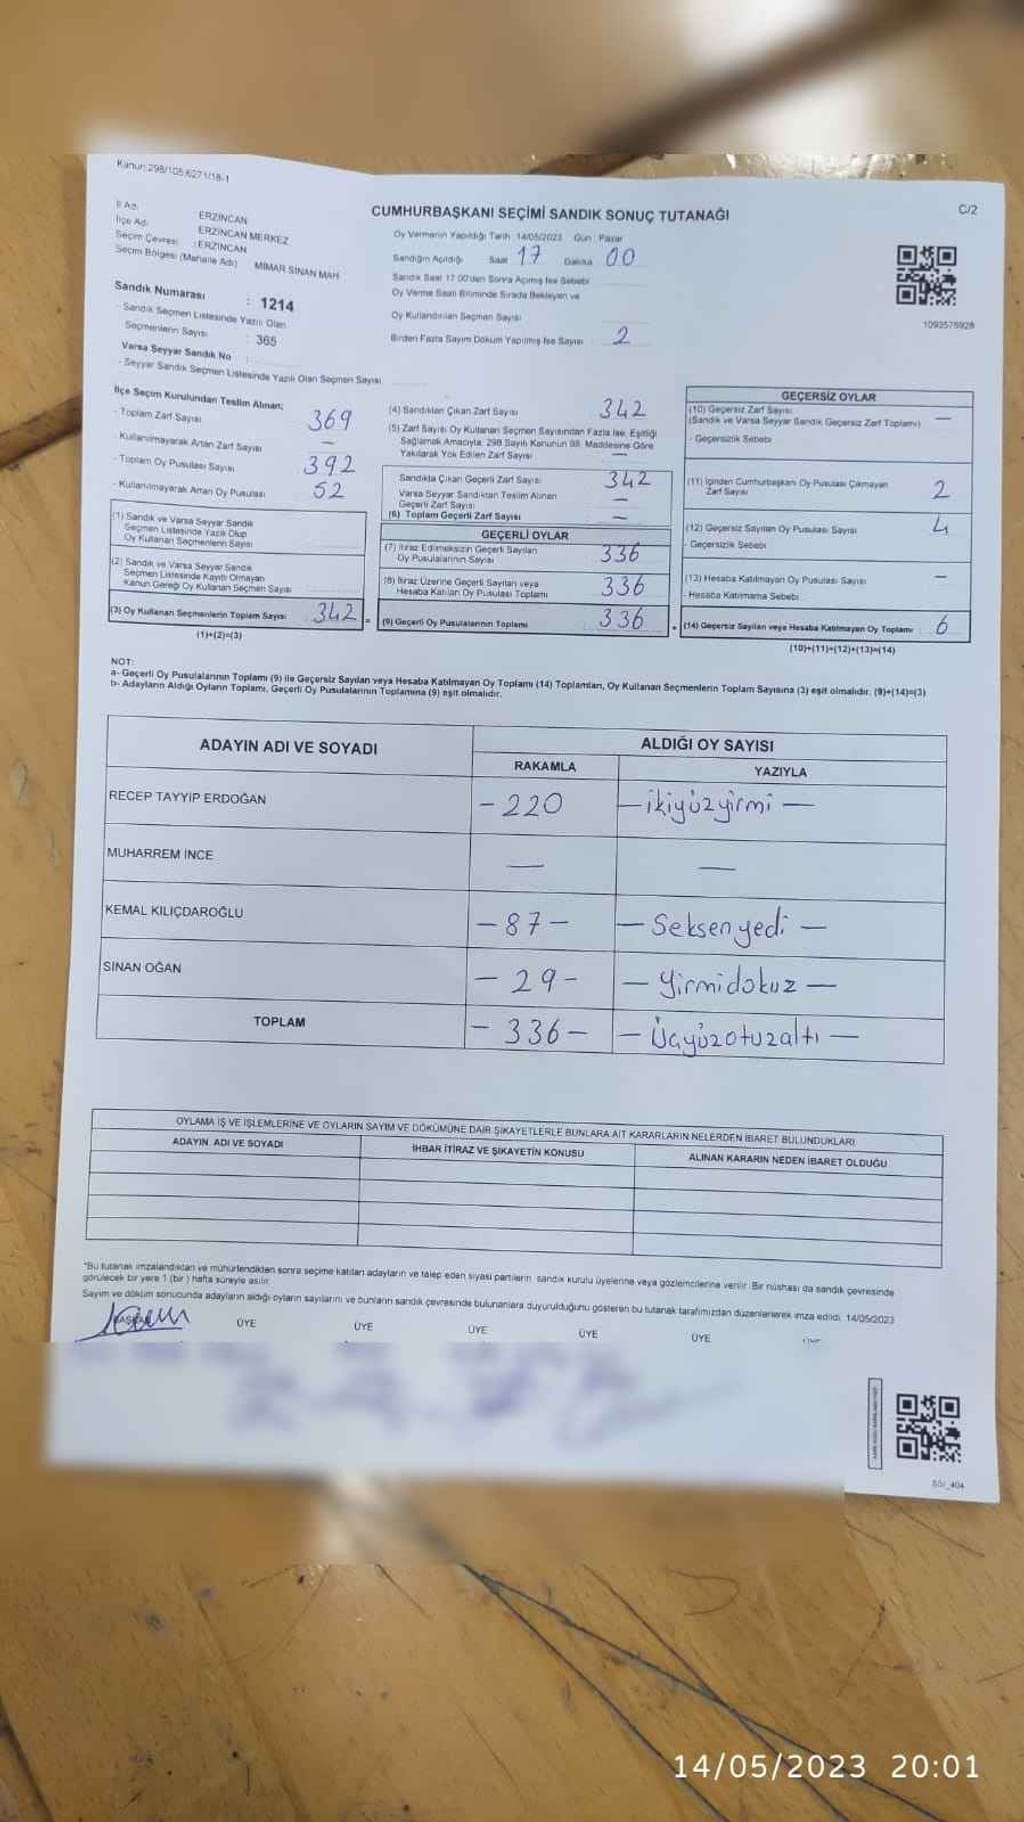 Kanun:298/105,6271/18-1
C/2
CUMHURBAŞKANI SEÇİMİ SANDIK SONUÇ TUTANAĞI
İl Adı : ERZİNCAN
İlçe Adı : ERZİNCAN MERKEZ
Seçim Çevresi : ERZİNCAN
Seçim Bölgesi (Mahalle Adı) : MİMAR SİNAN MAH
Sandık Numarası : 1214
- Sandık Seçmen Listesinde Yazılı Olan
Seçmenlerin Sayısı : 365
Varsa Seyyar Sandık No :
- Seyyar Sandık Seçmen Listesinde Yazılı Olan Seçmen Sayısı
Oy Vermenin Yapıldığı Tarih :14/05/2023 Gün : Pazar
Sandığın Açıldığı Saat 17 Dakika 00
Sandık Saat 17:00'den Sonra Açılmış İse Sebebi
Oy Verme Saati Bitiminde Sırada Bekleyen ve
Oy Kullandırılan Seçmen Sayısı
Birden Fazla Sayım Döküm Yapılmış İse Sayısı 2
1093576928
İlçe Seçim Kurulundan Teslim Alınan;
- Toplam Zarf Sayısı 369
- Kullanılmayarak Artan Zarf Sayısı —
- Toplam Oy Pusulası Sayısı 392
- Kullanılmayarak Artan Oy Pusulası 52
(1) Sandık ve Varsa Seyyar Sandık
Seçmen Listesinde Yazılı Olup
Oy Kullanan Seçmenlerin Sayısı
(2) Sandık ve Varsa Seyyar Sandık
Seçmen Listesinde Kayıtlı Olmayan
Kanun Gereği Oy Kullanan Seçmen Sayısı
(3) Oy Kullanan Seçmenlerin Toplam Sayısı 342 =
(1)+(2)=(3)
(4) Sandıktan Çıkan Zarf Sayısı 342
(5) Zarf Sayısı Oy Kullanan Seçmen Sayısından Fazla İse, Eşitliği
Sağlamak Amacıyla, 298 Sayılı Kanunun 98. Maddesine Göre
Yakılarak Yok Edilen Zarf Sayısı —
Sandıkta Çıkan Geçerli Zarf Sayısı 342
Varsa Seyyar Sandıktan Teslim Alınan
Geçerli Zarf Sayısı —
(6) Toplam Geçerli Zarf Sayısı —
GEÇERLİ OYLAR
(7) İtiraz Edilmeksizin Geçerli Sayılan
Oy Pusulalarının Sayısı 336
(8) İtiraz Üzerine Geçerli Sayılan veya
Hesaba Katılan Oy Pusulası Toplamı 336
(9) Geçerli Oy Pusulalarının Toplamı 336 +
GEÇERSİZ OYLAR
(10) Geçersiz Zarf Sayısı —
(Sandık ve Varsa Seyyar Sandık Geçersiz Zarf Toplamı)
- Geçersizlik Sebebi
(11) İçinden Cumhurbaşkanı Oy Pusulası Çıkmayan
Zarf Sayısı 2
(12) Geçersiz Sayılan Oy Pusulası Sayısı 4
- Geçersizlik Sebebi
(13) Hesaba Katılmayan Oy Pusulası Sayısı —
- Hesaba Katılmama Sebebi
(14) Geçersiz Sayılan veya Hesaba Katılmayan Oy Toplamı 6
(10)+(11)+(12)+(13)=(14)
NOT:
a- Geçerli Oy Pusulalarının Toplamı (9) ile Geçersiz Sayılan veya Hesaba Katılmayan Oy Toplamı (14) Toplamları, Oy Kullanan Seçmenlerin Toplam Sayısına (3) eşit olmalıdır. (9)+(14)=(3)
b- Adayların Aldığı Oyların Toplamı, Geçerli Oy Pusulalarının Toplamına (9) eşit olmalıdır.
ADAYIN ADI VE SOYADI ALDIĞI OY SAYISI
RAKAMLA YAZIYLA
RECEP TAYYİP ERDOĞAN - 220 — ikiyüzyirmi —
MUHARREM İNCE — —
KEMAL KILIÇDAROĞLU - 87 - — Seksenyedi —
SİNAN OĞAN - 29 - — Yirmidokuz —
TOPLAM - 336 - — Üçyüzotuzaltı —
OYLAMA İŞ VE İŞLEMLERİNE VE OYLARIN SAYIM VE DÖKÜMÜNE DAİR ŞİKAYETLERLE BUNLARA AİT KARARLARIN NELERDEN İBARET BULUNDUKLARI
ADAYIN ADI VE SOYADI İHBAR İTİRAZ VE ŞİKAYETİN KONUSU ALINAN KARARIN NEDEN İBARET OLDUĞU
*Bu tutanak imzalandıktan ve mühürlendikten sonra seçime katılan adayların ve talep eden siyasi partilerin sandık kurulu üyelerine veya gözlemcilerine verilir. Bir nüshası da sandık çevresinde
görülecek bir yere 1 (bir) hafta süreyle asılır.
Sayım ve döküm sonucunda adayların aldığı oyların sayılarını ve bunların sandık çevresinde bulunanlara duyurulduğunu gösteren bu tutanak tarafımızdan düzenlenerek imza edildi. 14/05/2023
BAŞKAN ÜYE ÜYE ÜYE ÜYE ÜYE
14/05/2023 20:01